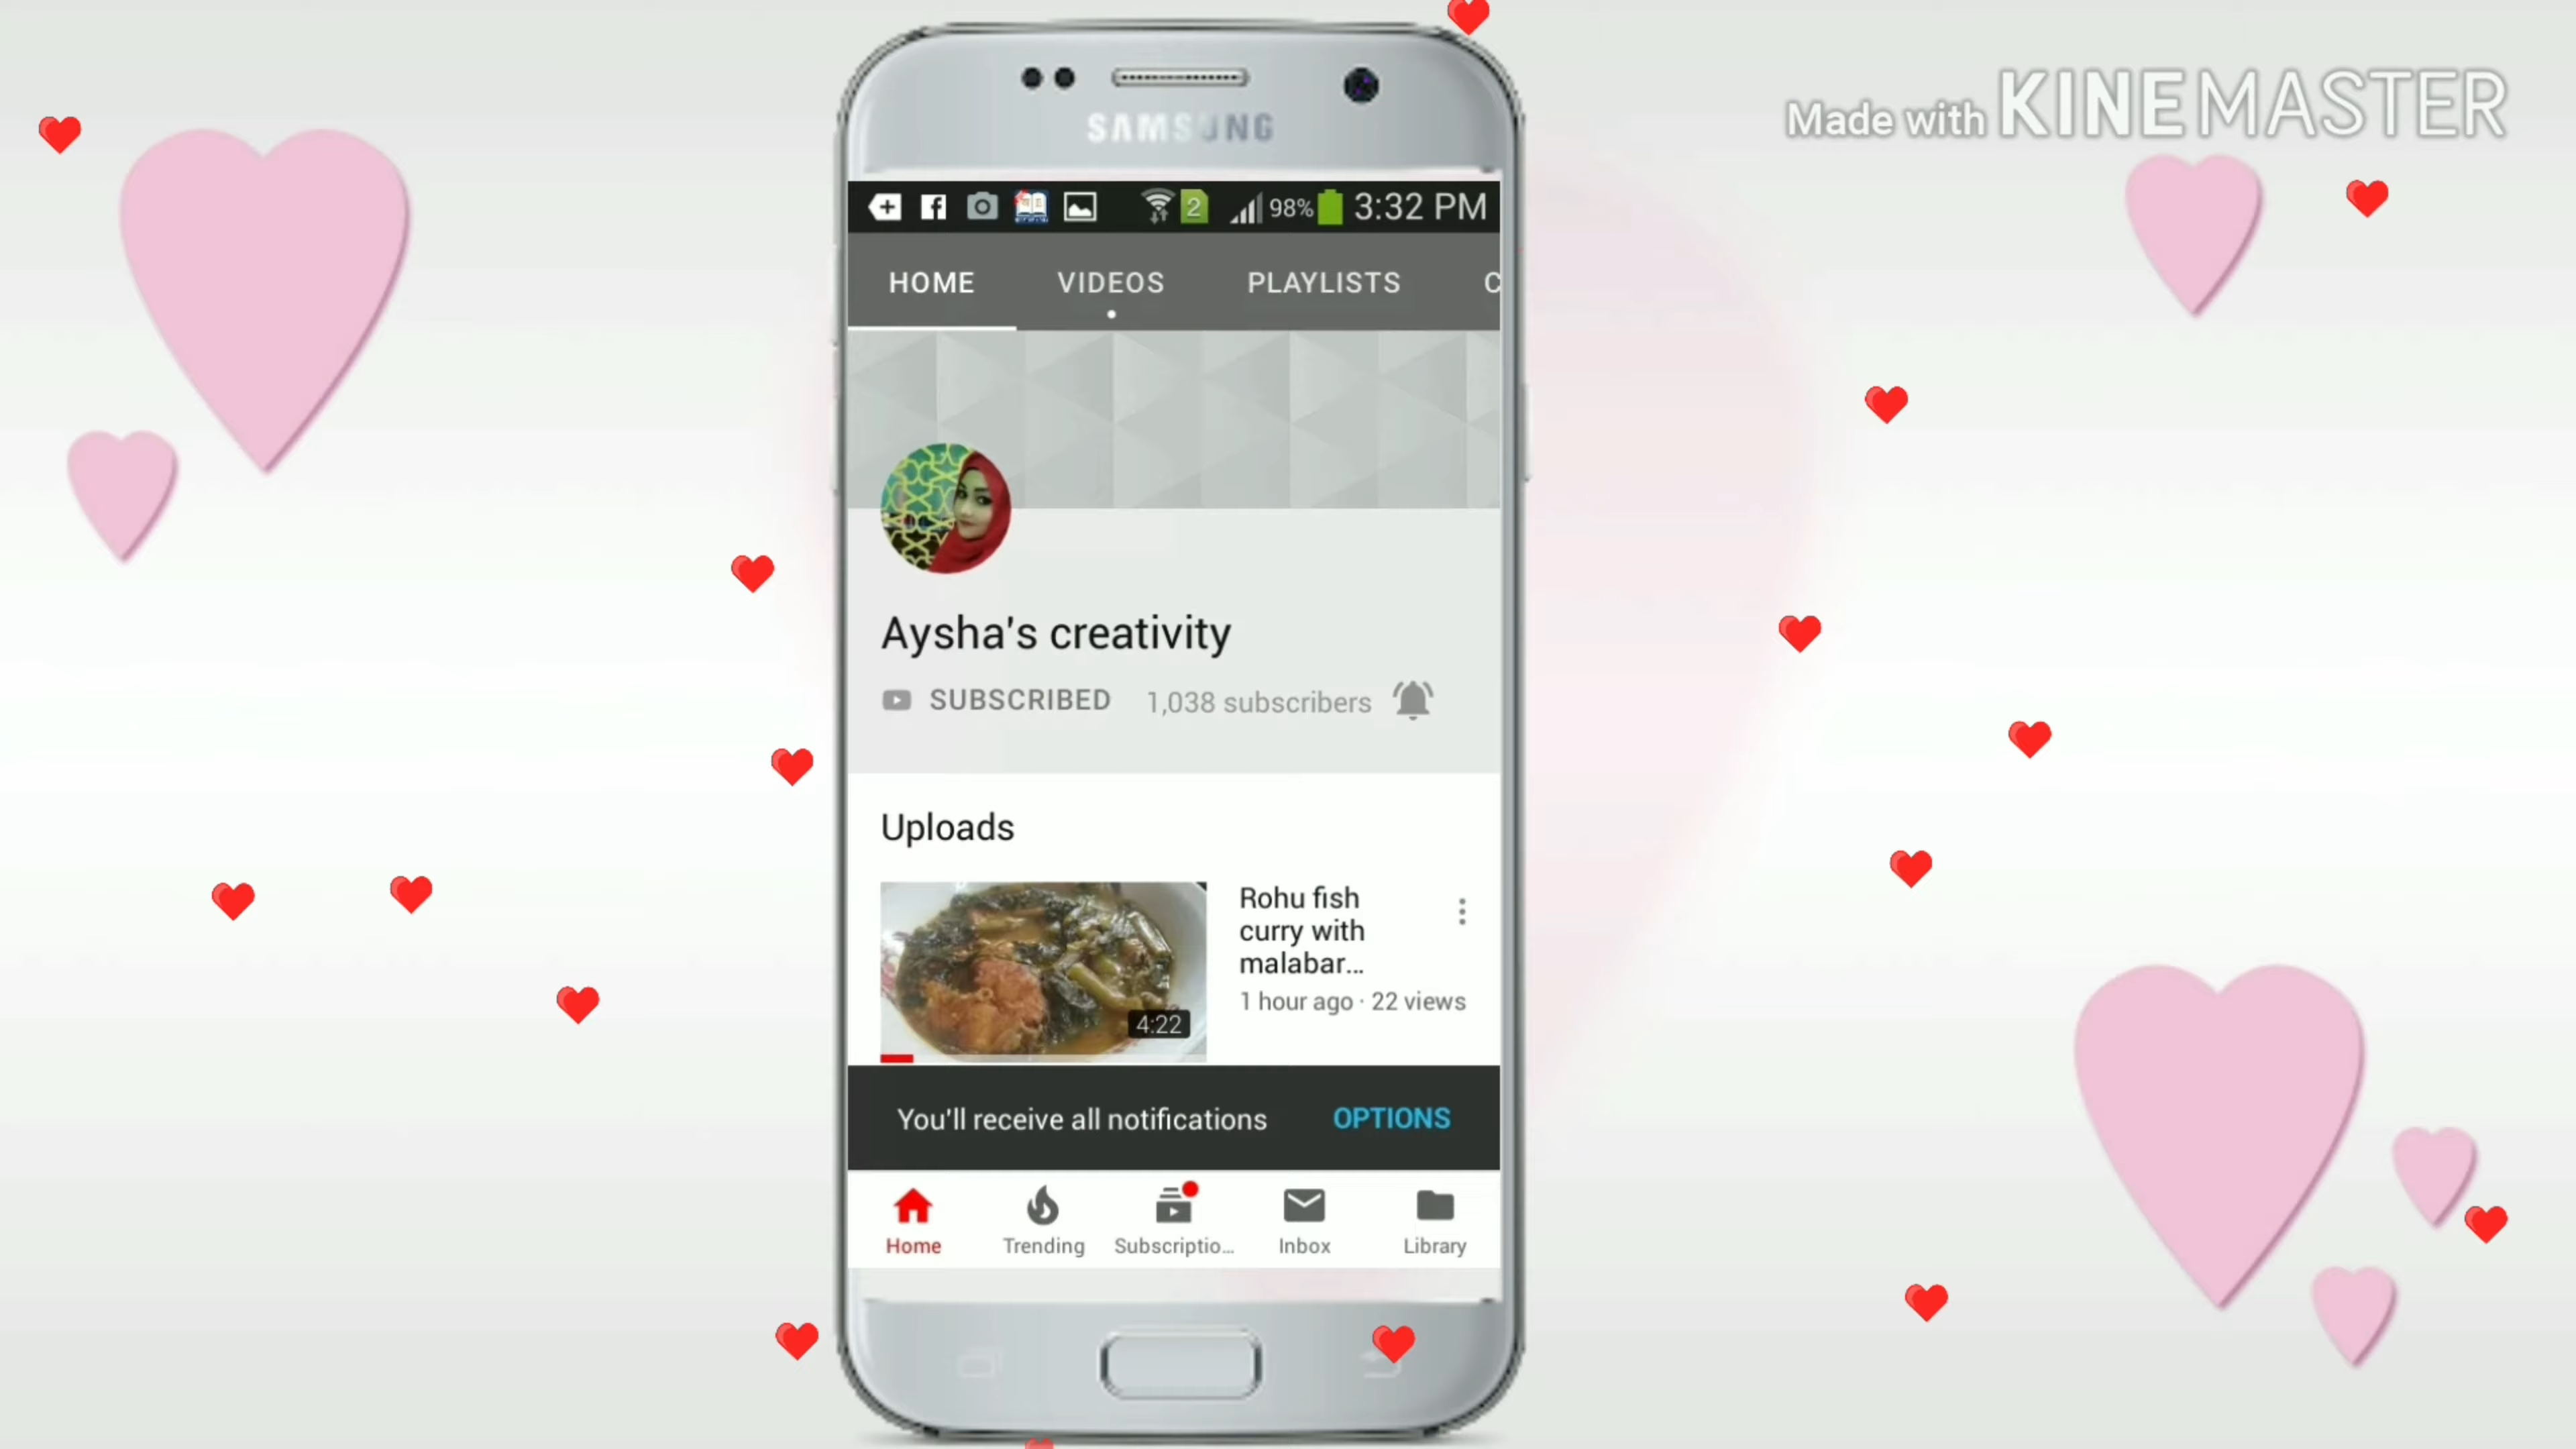 Made with KINEMASTER
SAMSUNG
2 98% 3:32 PM
HOME VIDEOS PLAYLISTS C
Aysha's creativity
SUBSCRIBED 1,038 subscribers
Uploads
Rohu fish
curry with
malabar...
1 hour ago · 22 views
4:22
You'll receive all notifications OPTIONS
Home Trending Subscriptio... Inbox Library